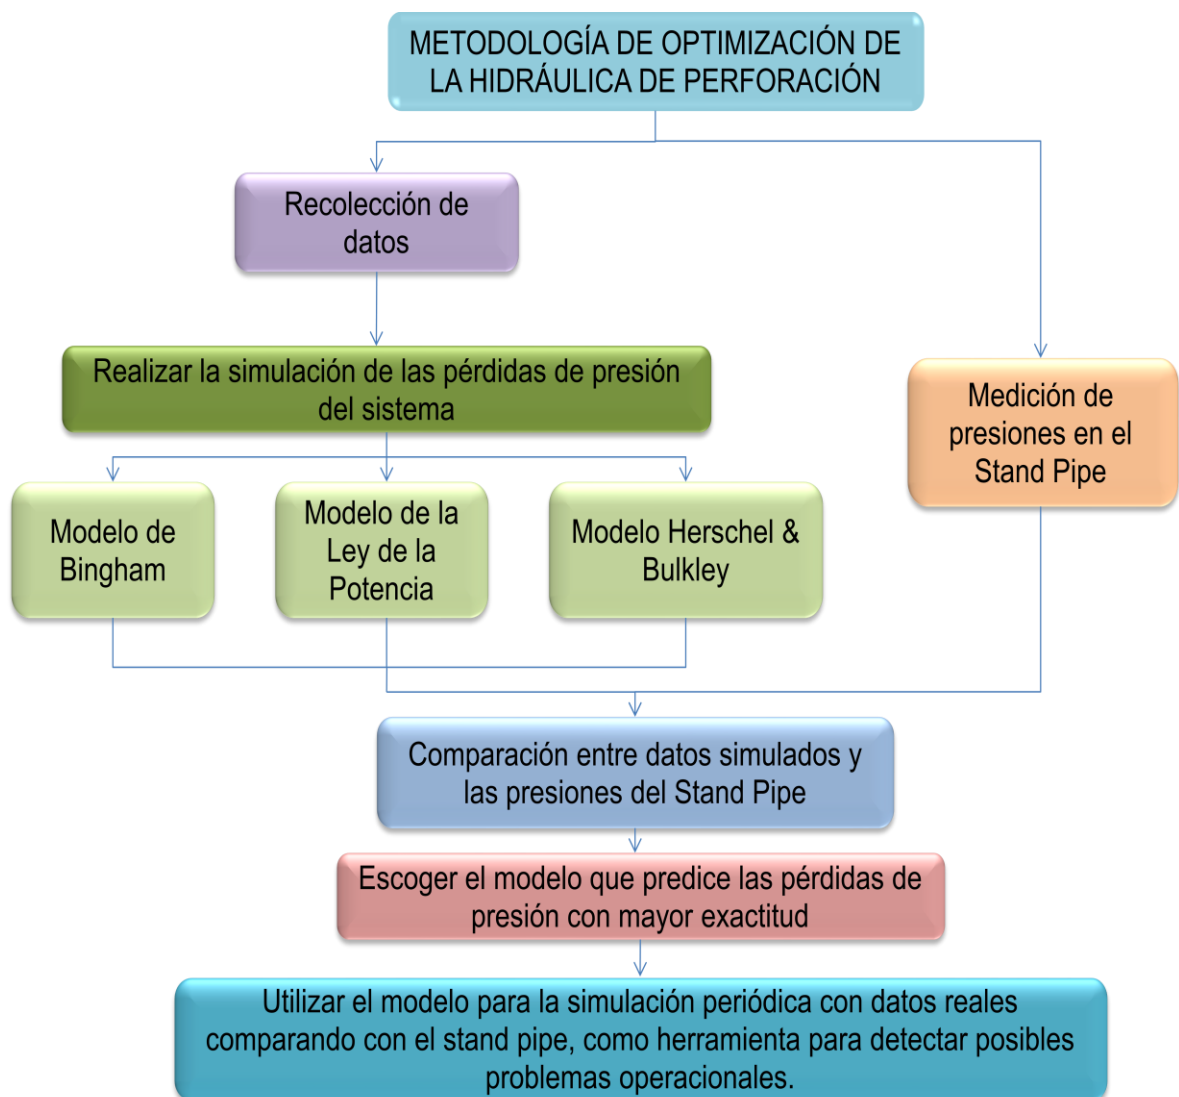 METODOLOGÍA DE OPTIMIZACIÓN DE
LA HIDRÁULICA DE PERFORACIÓN
Recolección de
datos
Realizar la simulación de las pérdidas de presión
del sistema
Medición de
presiones en el
Stand Pipe
Modelo de
Bingham
Modelo de la
Ley de la
Potencia
Modelo Herschel &
Bulkley
Comparación entre datos simulados y
las presiones del Stand Pipe
Escoger el modelo que predice las pérdidas de
presión con mayor exactitud
Utilizar el modelo para la simulación periódica con datos reales
comparando con el stand pipe, como herramienta para detectar posibles
problemas operacionales.